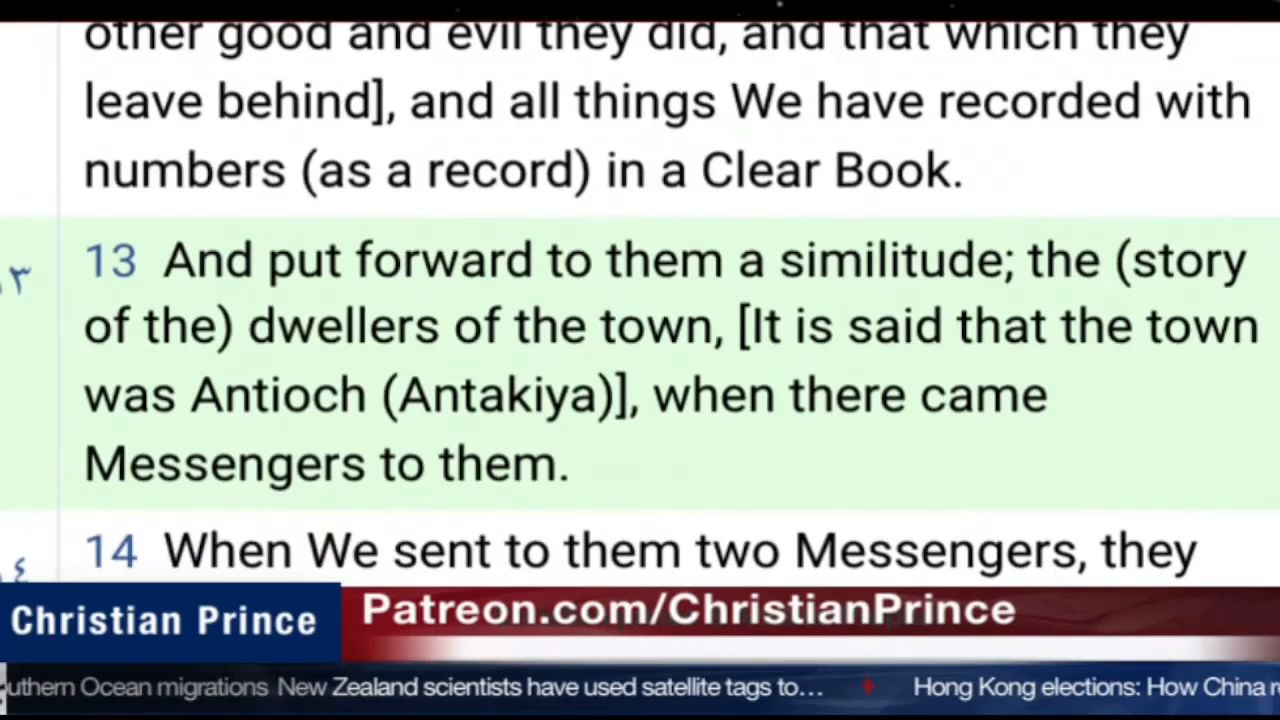 other good and evil they did, and that which they
leave behind], and all things We have recorded with
numbers (as a record) in a Clear Book.
13 And put forward to them a similitude; the (story
٣
of the) dwellers of the town, [It is said that the town
was Antioch (Antakiya)], when there came
Messengers to them.
14 When We sent to them two Messengers, they
٤
Christian Prince
Patreon.com/ChristianPrince
Ocean migrations New Zealand scientists have used satellite tags to...
Hong Kong elections: How China